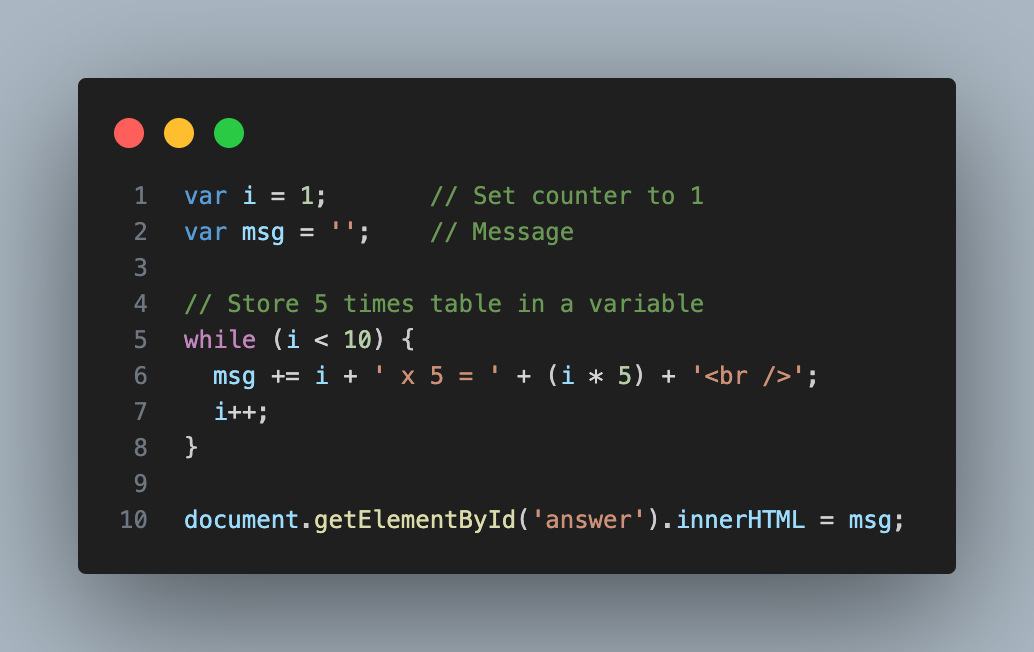 1 var i = 1;       // Set counter to 1
2 var msg = '';    // Message
3
4 // Store 5 times table in a variable
5 while (i < 10) {
6   msg += i + ' x 5 = ' + (i * 5) + '<br />';
7   i++;
8 }
9
10 document.getElementById('answer').innerHTML = msg;